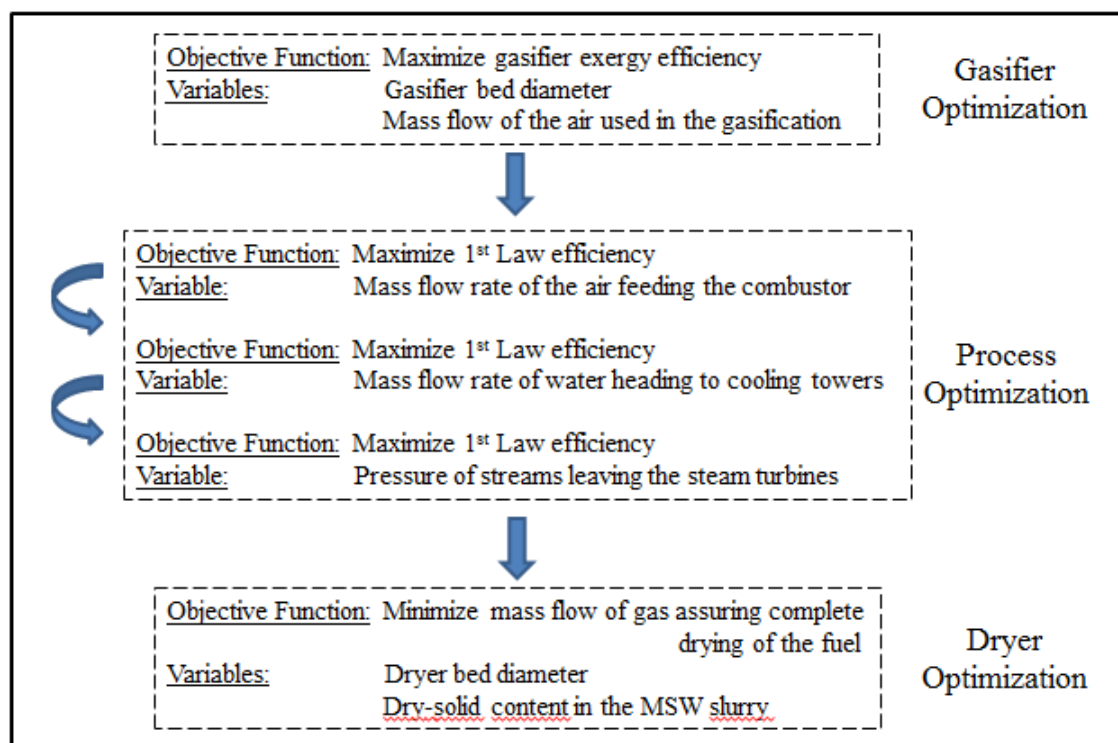 Objective Function: Maximize gasifier exergy efficiency
Variables: Gasifier bed diameter
Mass flow of the air used in the gasification
Gasifier
Optimization
Objective Function: Maximize 1st Law efficiency
Variable: Mass flow rate of the air feeding the combustor
Objective Function: Maximize 1st Law efficiency
Variable: Mass flow rate of water heading to cooling towers
Objective Function: Maximize 1st Law efficiency
Variable: Pressure of streams leaving the steam turbines
Process
Optimization
Objective Function: Minimize mass flow of gas assuring complete
drying of the fuel
Variables: Dryer bed diameter
Dry-solid content in the MSW slurry
Dryer
Optimization